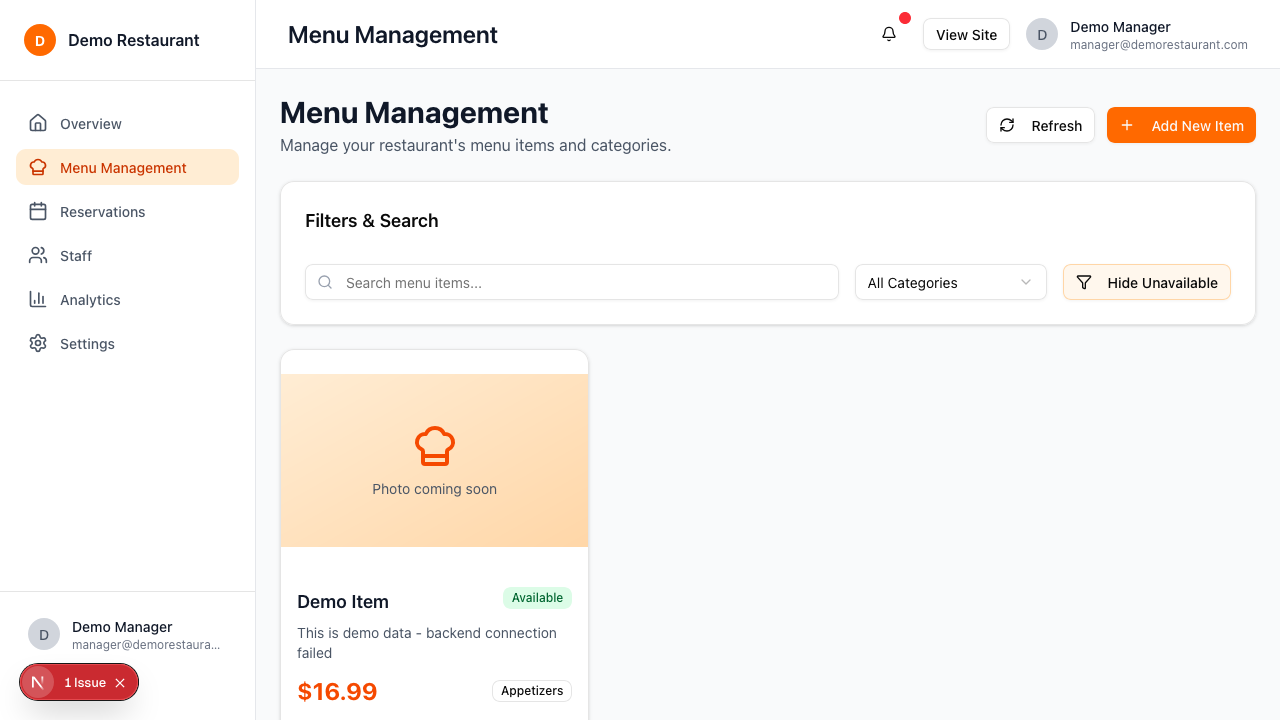 D Demo Restaurant
Overview
Menu Management
Reservations
Staff
Analytics
Settings
D
Demo Manager
manager@demorestaura...
N 1 Issue
Menu Management
View Site
D
Demo Manager
manager@demorestaurant.com
Menu Management
Manage your restaurant's menu items and categories.
Refresh
Add New Item
Filters & Search
Search menu items...
All Categories
Hide Unavailable
Photo coming soon
Demo Item
Available
This is demo data - backend connection
failed
$16.99
Appetizers